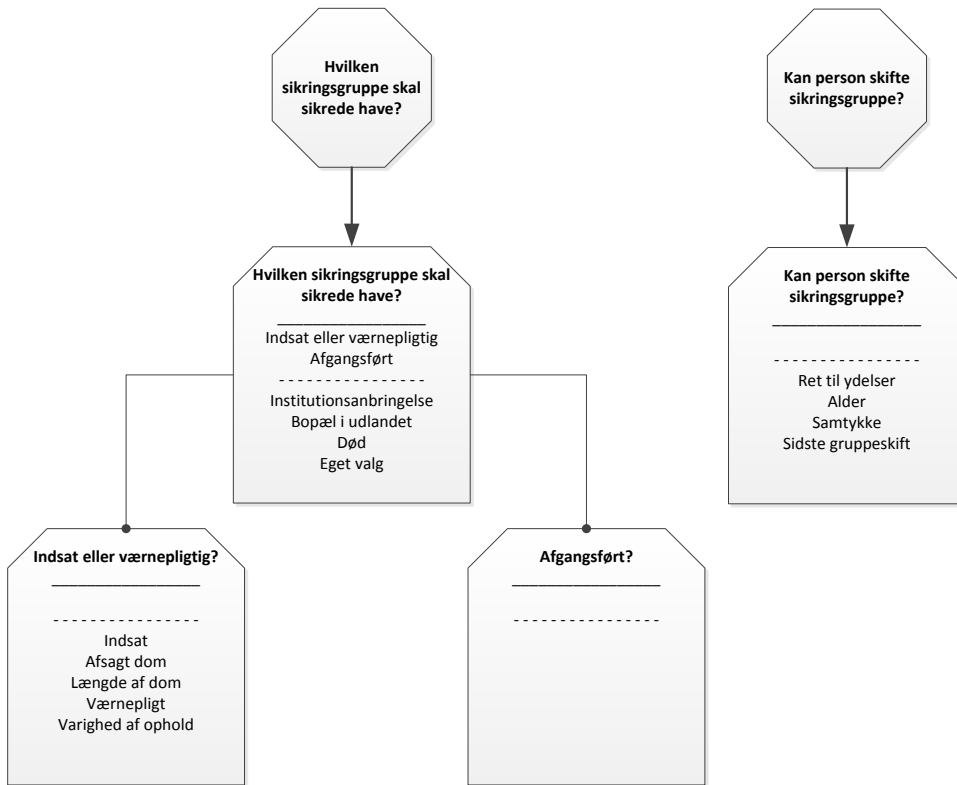 Hvilken
sikringsgruppe skal
sikrede have?
Kan person skifte
sikringsgruppe?
Hvilken sikringsgruppe skal
sikrede have?
Indsat eller værnepligtig
Afgangsført
Institutionsanbringelse
Bopæl i udlandet
Død
Eget valg
Kan person skifte
sikringsgruppe?
Ret til ydelser
Alder
Samtykke
Sidste gruppeskift
Indsat eller værnepligtig?
Indsat
Afsagt dom
Længde af dom
Værnepligt
Varighed af ophold
Afgangsført?